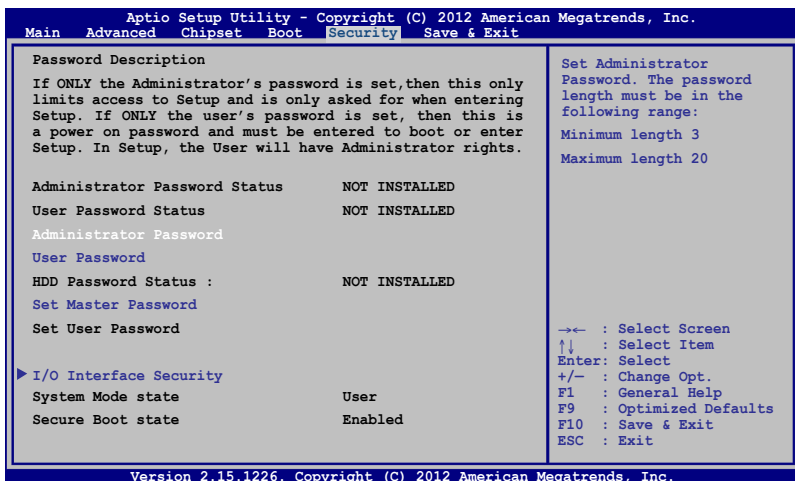 Aptio Setup Utility - Copyright (C) 2012 American Megatrends, Inc.
Main Advanced Chipset Boot Security Save & Exit
Password Description
If ONLY the Administrator's password is set,then this only
limits access to Setup and is only asked for when entering
Setup. If ONLY the user's password is set, then this is
a power on password and must be entered to boot or enter
Setup. In Setup, the User will have Administrator rights.
Administrator Password Status NOT INSTALLED
User Password Status NOT INSTALLED
Administrator Password
User Password
HDD Password Status : NOT INSTALLED
Set Master Password
Set User Password
I/O Interface Security
System Mode state User
Secure Boot state Enabled
Set Administrator
Password. The password
length must be in the
following range:
Minimum length 3
Maximum length 20
→← : Select Screen
↑↓ : Select Item
Enter: Select
+/— : Change Opt.
F1 : General Help
F9 : Optimized Defaults
F10 : Save & Exit
ESC : Exit
Version 2.15.1226. Copyright (C) 2012 American Megatrends, Inc.